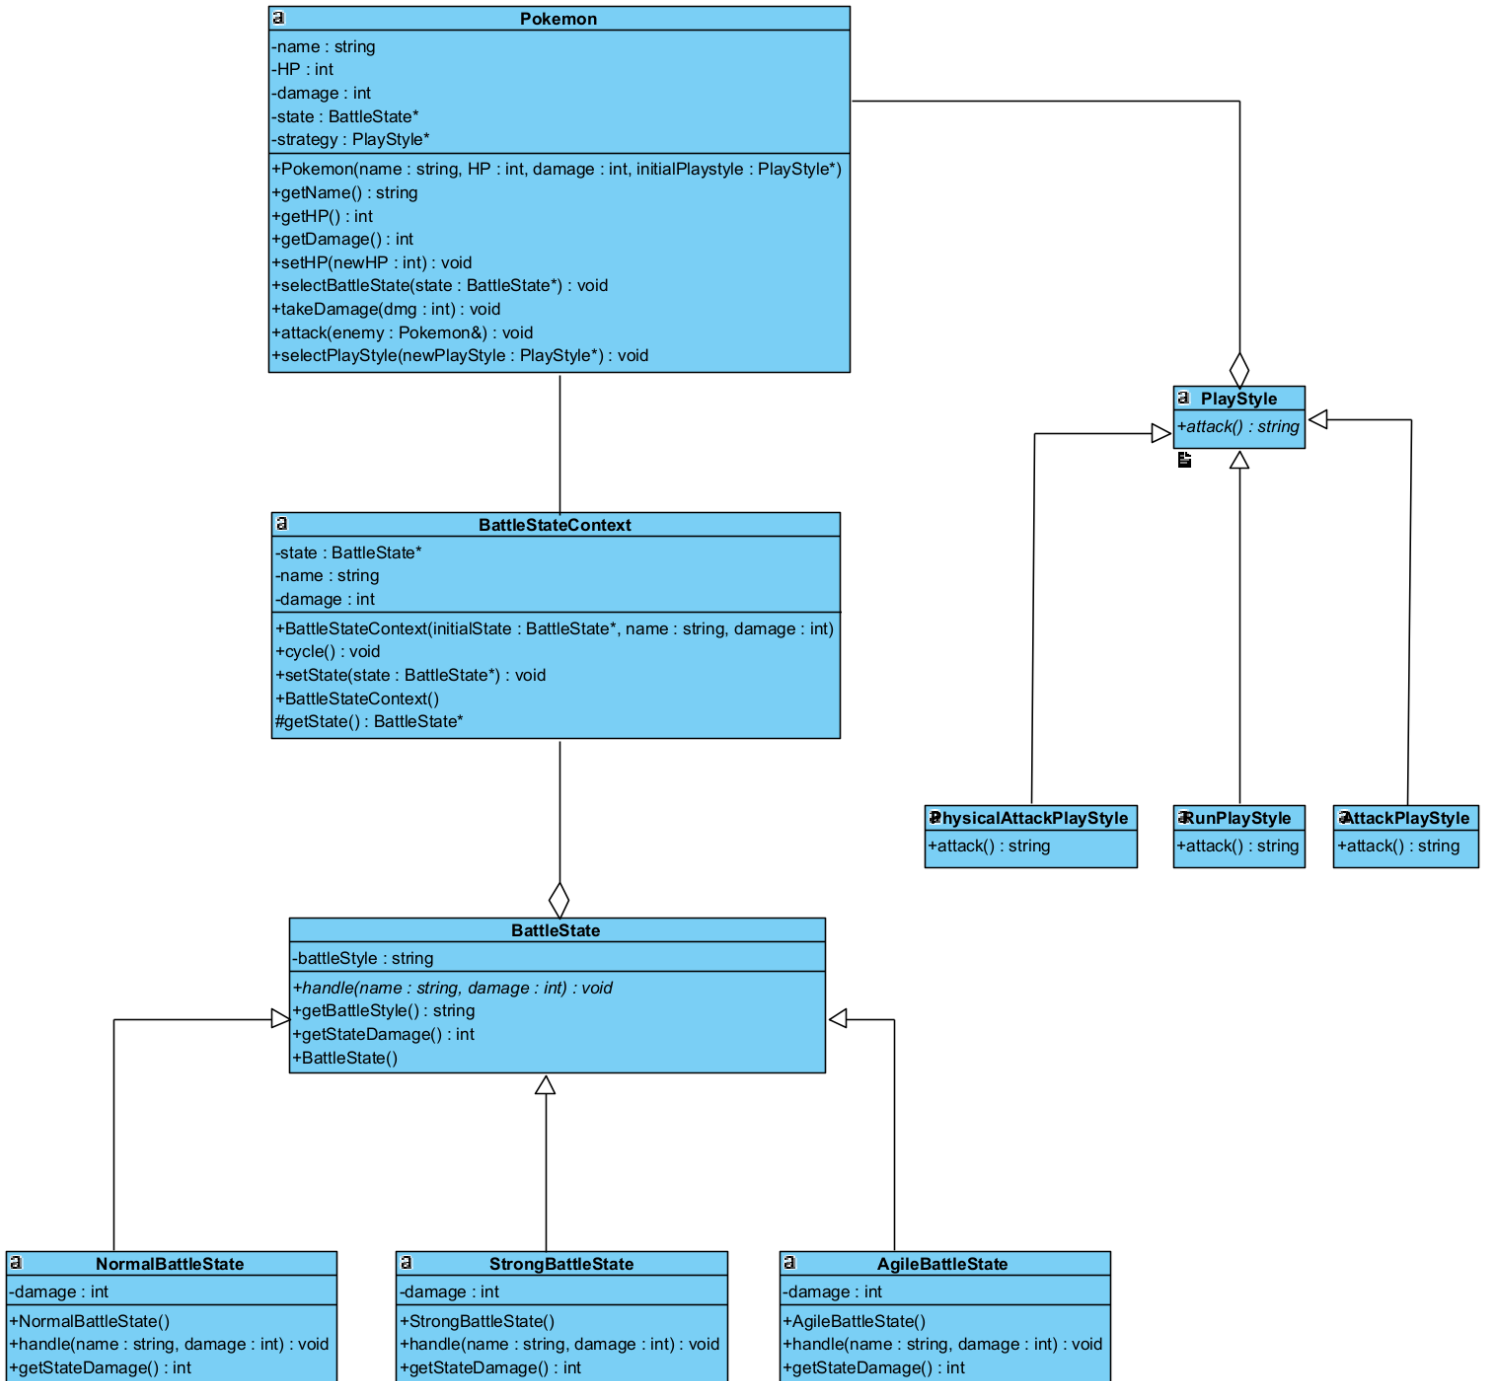 a Pokemon
-name : string
-HP : int
-damage : int
-state : BattleState*
-strategy : PlayStyle*
+Pokemon(name : string, HP : int, damage : int, initialPlaystyle : PlayStyle*)
+getName() : string
+getHP() : int
+getDamage() : int
+setHP(newHP : int) : void
+selectBattleState(state : BattleState*) : void
+takeDamage(dmg : int) : void
+attack(enemy : Pokemon&) : void
+selectPlayStyle(newPlayStyle : PlayStyle*) : void
a PlayStyle
+attack() : string
a BattleStateContext
-state : BattleState*
-name : string
-damage : int
+BattleStateContext(initialState : BattleState*, name : string, damage : int)
+cycle() : void
+setState(state : BattleState*) : void
+BattleStateContext()
#getState() : BattleState*
a PhysicalAttackPlayStyle
+attack() : string
a RunPlayStyle
+attack() : string
a AttackPlayStyle
+attack() : string
BattleState
-battleStyle : string
+handle(name : string, damage : int) : void
+getBattleStyle() : string
+getStateDamage() : int
+BattleState()
a NormalBattleState
-damage : int
+NormalBattleState()
+handle(name : string, damage : int) : void
+getStateDamage() : int
a StrongBattleState
-damage : int
+StrongBattleState()
+handle(name : string, damage : int) : void
+getStateDamage() : int
a AgileBattleState
-damage : int
+AgileBattleState()
+handle(name : string, damage : int) : void
+getStateDamage() : int